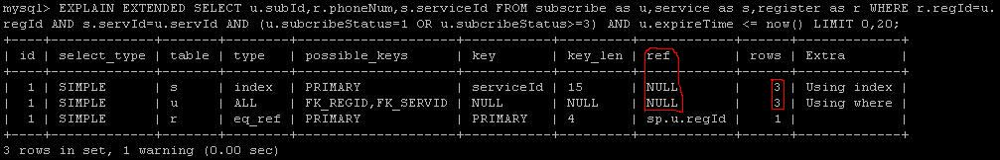 mysql> EXPLAIN EXTENDED SELECT u.subId,r.phoneNum,s.serviceId FROM subscribe as u,service as s,register as r WHERE r.regId=u.
regId AND s.servId=u.servId AND (u.subcribeStatus=1 OR u.subcribeStatus>=3) AND u.expireTime <= now() LIMIT 0,20;
+----+-------------+-------+--------+-------------------+-----------+---------+------------+------+-------------+
| id | select_type | table | type | possible_keys | key | key_len | ref | rows | Extra |
+----+-------------+-------+--------+-------------------+-----------+---------+------------+------+-------------+
| 1 | SIMPLE | s | index | PRIMARY | serviceId | 15 | NULL | 3 | Using index |
| 1 | SIMPLE | u | ALL | FK_REGID,FK_SERVID | NULL | NULL | NULL | 3 | Using where |
| 1 | SIMPLE | r | eq_ref | PRIMARY | PRIMARY | 4 | sp.u.regId | 1 | |
+----+-------------+-------+--------+-------------------+-----------+---------+------------+------+-------------+
3 rows in set, 1 warning (0.00 sec)